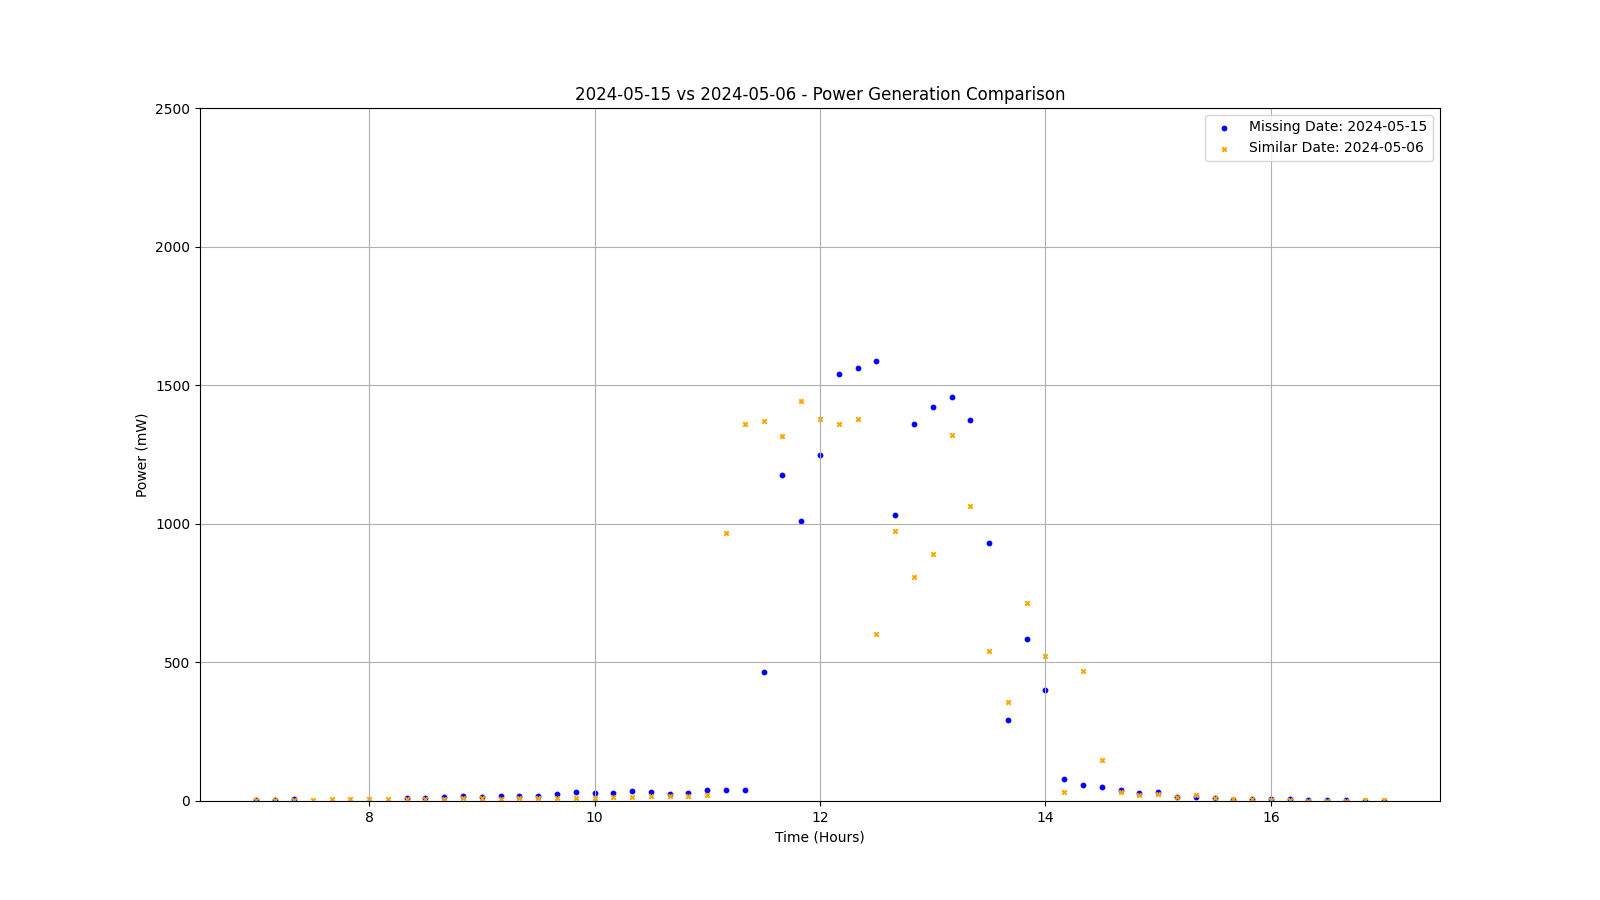 2024-05-15 vs 2024-05-06 - Power Generation Comparison
Missing Date: 2024-05-15
Similar Date: 2024-05-06
2500
2000
1500
1000
500
0
Power (mW)
8 10 12 14 16
Time (Hours)